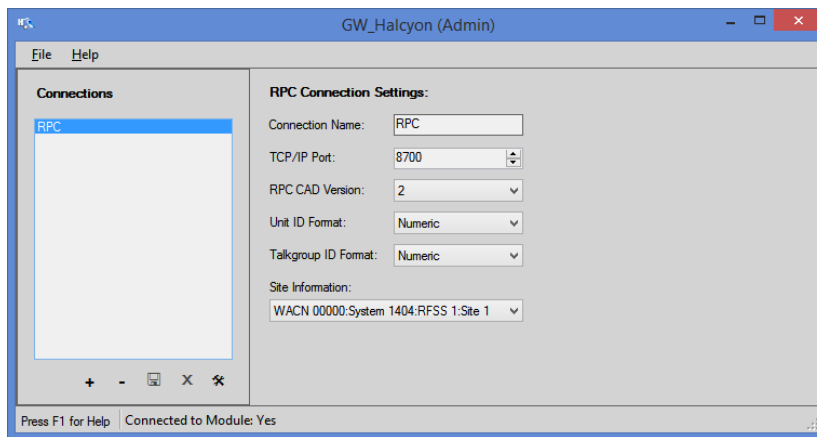 GW_Halcyon (Admin)
File Help
Connections
RPC
+ - X
RPC Connection Settings:
Connection Name: RPC
TCP/IP Port: 8700
RPC CAD Version: 2
Unit ID Format: Numeric
Talkgroup ID Format: Numeric
Site Information:
WACN 00000:System 1404:RFSS 1:Site 1
Press F1 for Help Connected to Module: Yes